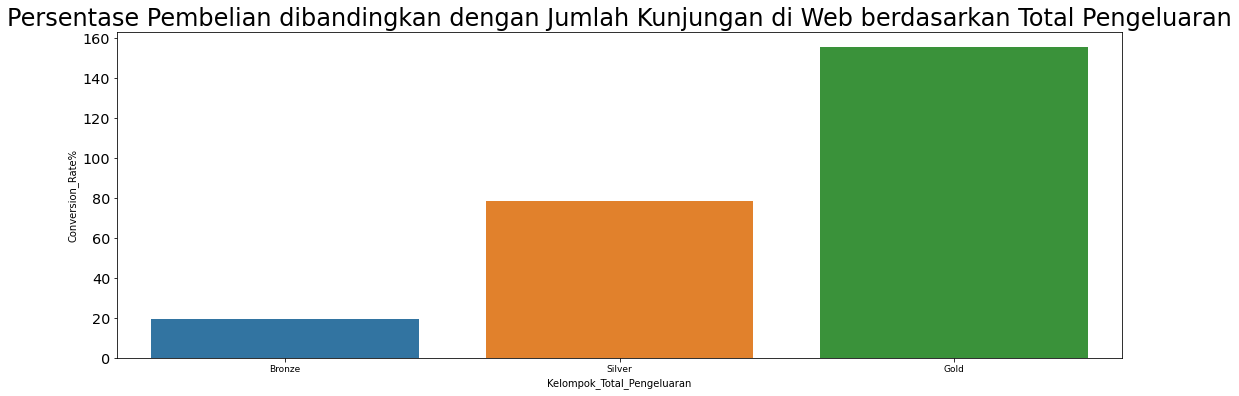 Persentase Pembelian dibandingkan dengan Jumlah Kunjungan di Web berdasarkan Total Pengeluaran
160
140
120
100
80
60
40
20
0
Conversion_Rate%
Bronze Silver Gold
Kelompok_Total_Pengeluaran